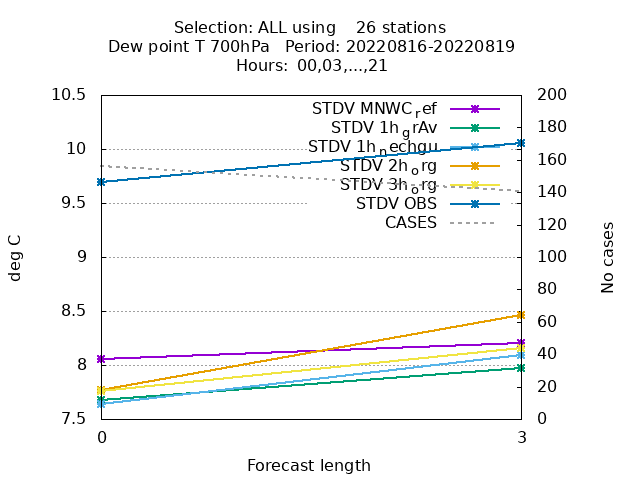 Selection: ALL using    26 stations
Dew point T 700hPa   Period: 20220816-20220819
Hours: 00,03,...,21
10.5
10
9.5
9
8.5
8
7.5
200
180
160
140
120
100
80
60
40
20
0
STDV MNWC_ref
STDV 1h_grAv
STDV 1h_nechgu
STDV 2h_org
STDV 3h_org
STDV OBS
CASES
deg C
No cases
0
3
Forecast length